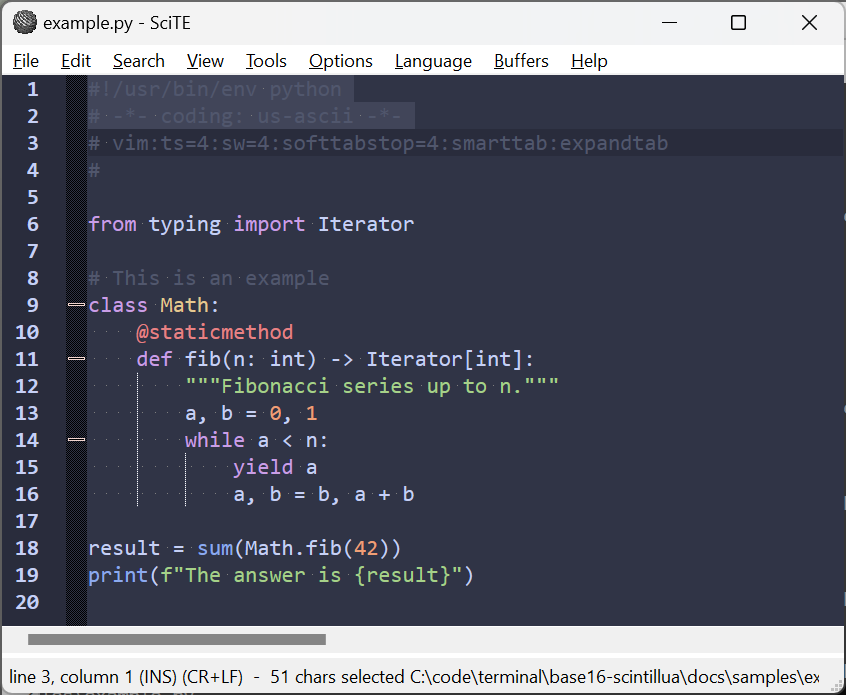 example.py - SciTE
File Edit Search View Tools Options Language Buffers Help
1 #!/usr/bin/env python
2 # -*- coding: us-ascii -*-
3 # vim:ts=4:sw=4:softtabstop=4:smarttab:expandtab
4 #
5
6 from typing import Iterator
7
8 # This is an example
9 class Math:
10     @staticmethod
11     def fib(n: int) -> Iterator[int]:
12         """Fibonacci series up to n."""
13         a, b = 0, 1
14         while a < n:
15             yield a
16             a, b = b, a + b
17
18 result = sum(Math.fib(42))
19 print(f"The answer is {result}")
20
line 3, column 1 (INS) (CR+LF) - 51 chars selected C:\code\terminal\base16-scintillua\docs\samples\ex